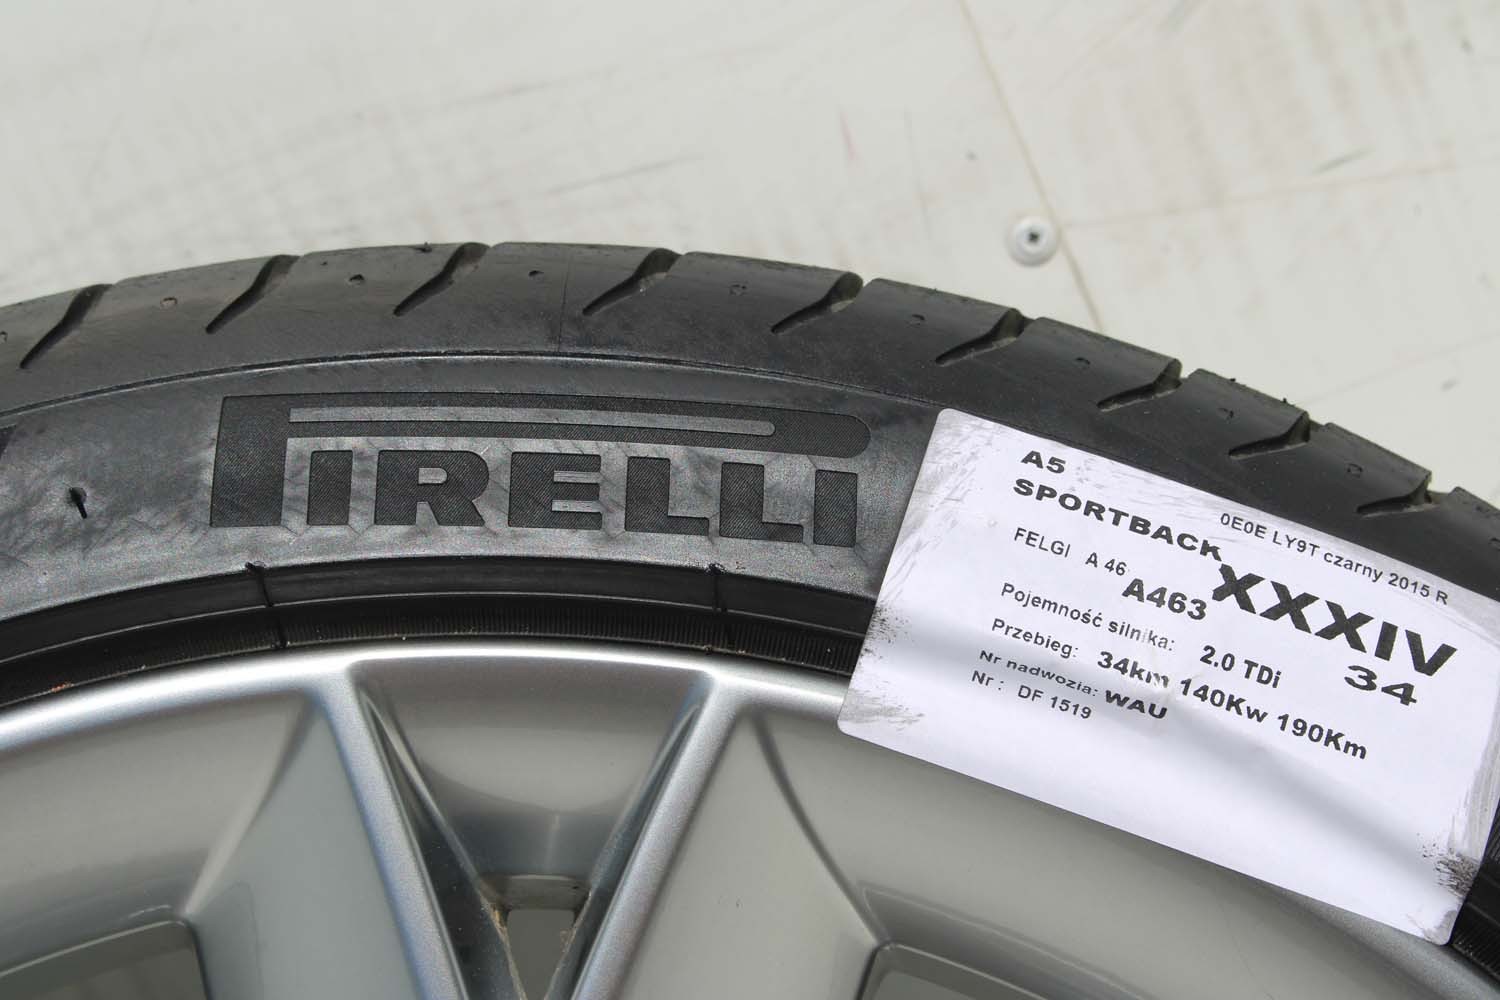 PIRELLI
A5
SPORTBACK
0E0E LY9T czarny 2015 R
FELGI A 46
A463
XXXIV
34
Pojemność silnika: 2.0 TDi
Przebieg: 34km 140Kw 190Km
Nr nadwozia: WAU
Nr : DF 1519